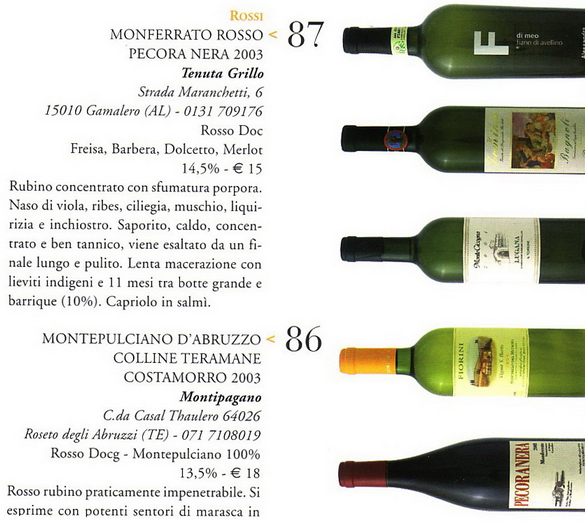 Rossi
MONFERRATO ROSSO < 87
PECORA NERA 2003
Tenuta Grillo
Strada Maranchetti, 6
15010 Gamalero (AL) - 0131 709176
Rosso Doc
Freisa, Barbera, Dolcetto, Merlot
14,5% - € 15
Rubino concentrato con sfumatura porpora.
Naso di viola, ribes, ciliegia, muschio, liqui-
rizia e inchiostro. Saporito, caldo, concen-
trato e ben tannico, viene esaltato da un fi-
nale lungo e pulito. Lenta macerazione con
lieviti indigeni e 11 mesi tra botte grande e
barrique (10%). Capriolo in salmì.
MONTEPULCIANO D'ABRUZZO < 86
COLLINE TERAMANE
COSTAMORRO 2003
Montipagano
C.da Casal Thaulero 64026
Roseto degli Abruzzi (TE) - 071 7108019
Rosso Docg - Montepulciano 100%
13,5% - € 18
Rosso rubino praticamente impenetrabile. Si
esprime con potenti sentori di marasca in
F
di meo
fiano di avellino
Bagnoli
LUGANA
FIORINI
PECORANERA